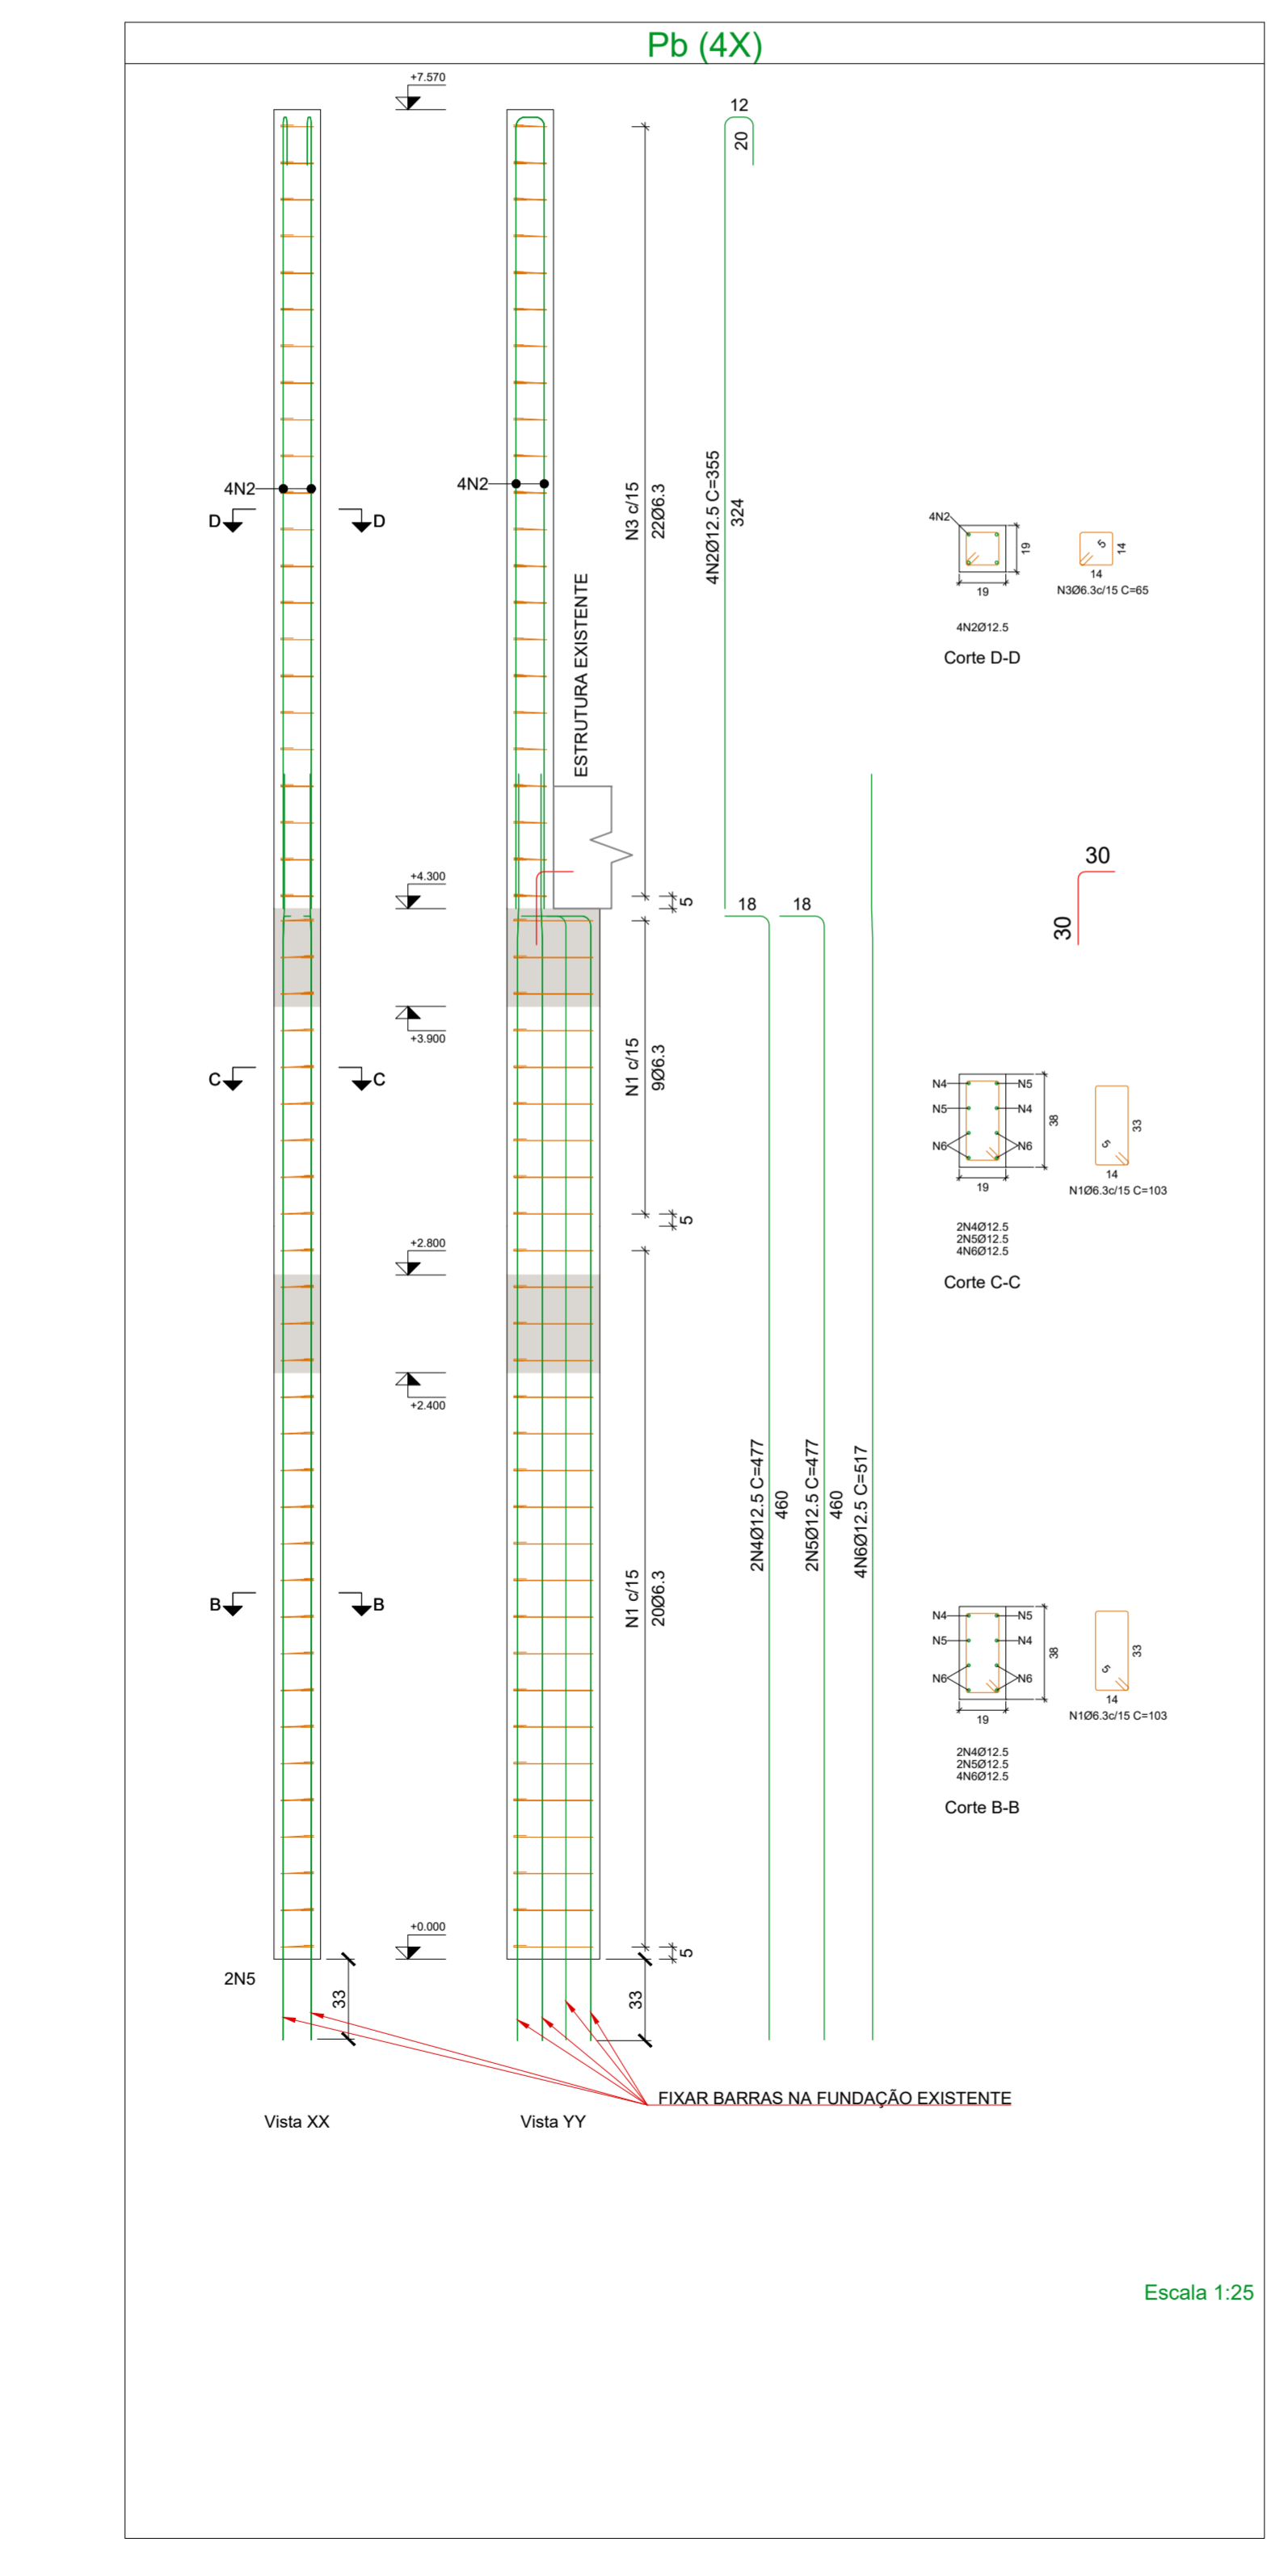 Pb (4X)
+7.570
12
20
4N2
4N2
D
D
N3 c/15
22Ø6.3
4N2Ø12.5 C=355
324
ESTRUTURA EXISTENTE
4N2
19
19
4N2Ø12.5
Corte D-D
5
14
14
N3Ø6.3c/15 C=65
+4.300
5
18
18
30
30
+3.900
C
C
N1 c/15
9Ø6.3
5
N4
N5
N5
N4
N6
N6
38
19
2N4Ø12.5
2N5Ø12.5
4N6Ø12.5
Corte C-C
5
33
14
N1Ø6.3c/15 C=103
+2.800
+2.400
B
B
N1 c/15
20Ø6.3
2N4Ø12.5 C=477
460
2N5Ø12.5 C=477
460
4N6Ø12.5 C=517
N4
N5
N5
N4
N6
N6
38
19
2N4Ø12.5
2N5Ø12.5
4N6Ø12.5
Corte B-B
5
33
14
N1Ø6.3c/15 C=103
+0.000
5
2N5
33
33
FIXAR BARRAS NA FUNDAÇÃO EXISTENTE
Vista XX
Vista YY
Escala 1:25